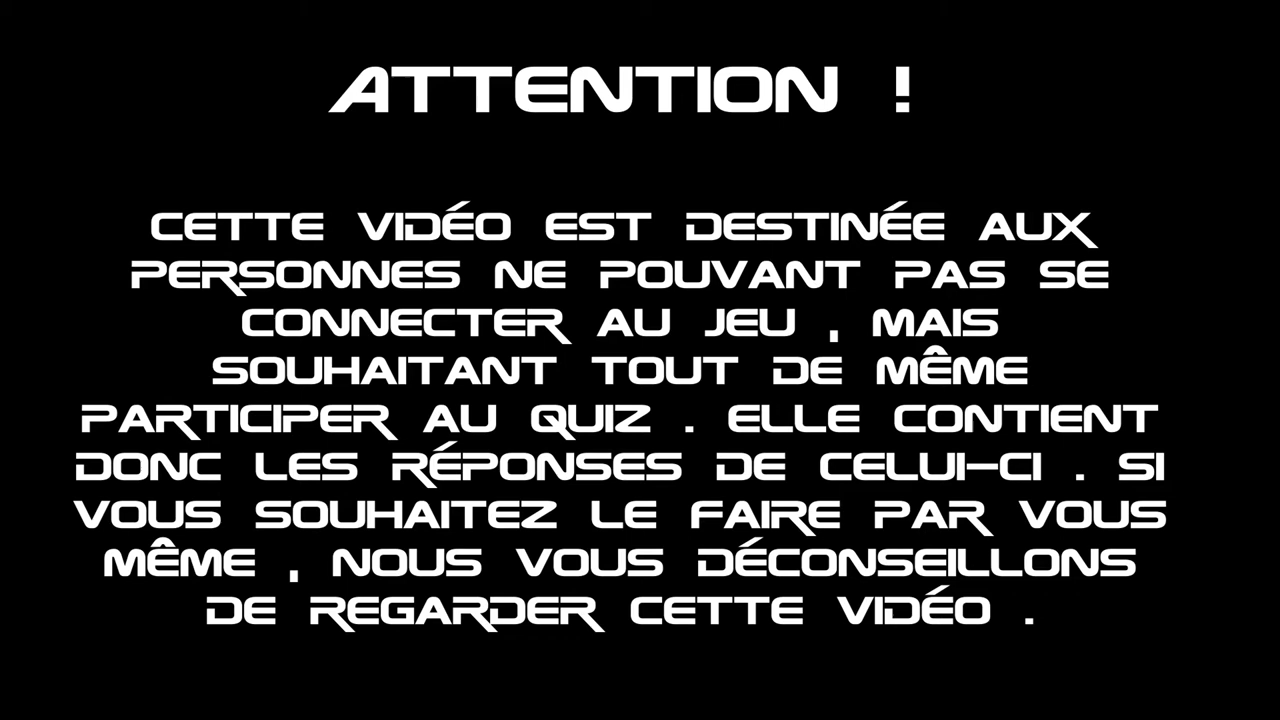 ATTENTION !
CETTE VIDÉO EST DESTINÉE AUX
PERSONNES NE POUVANT PAS SE
CONNECTER AU JEU , MAIS
SOUHAITANT TOUT DE MÊME
PARTICIPER AU QUIZ . ELLE CONTIENT
DONC LES RÉPONSES DE CELUI-CI . SI
VOUS SOUHAITEZ LE FAIRE PAR VOUS
MÊME , NOUS VOUS DÉCONSEILLONS
DE REGARDER CETTE VIDÉO .